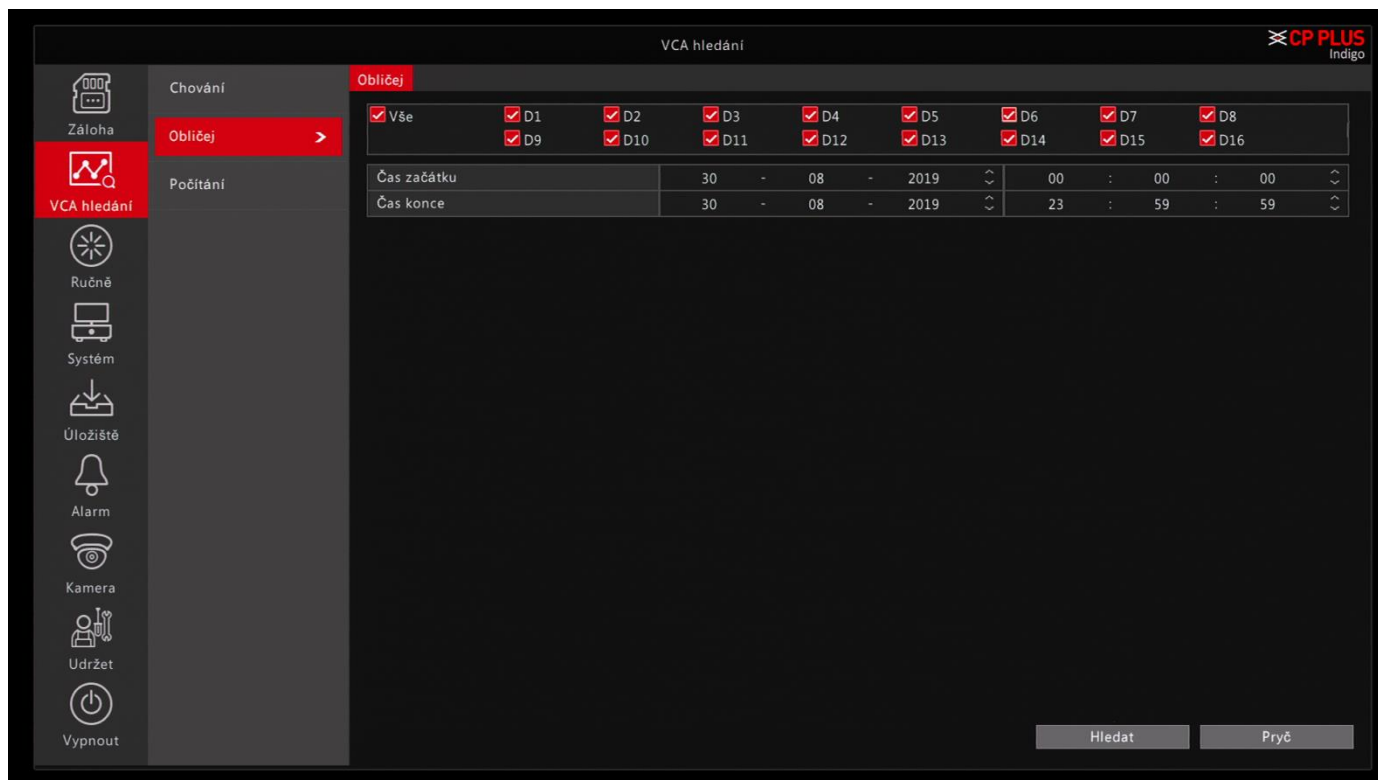 VCA hledání
CP PLUS
Indigo
Záloha
VCA hledání
Ručně
Systém
Úložiště
Alarm
Kamera
Udržet
Vypnout
Chování
Obličej
Počítání
Obličej
Vše D1 D2 D3 D4 D5 D6 D7 D8
D9 D10 D11 D12 D13 D14 D15 D16
Čas začátku 30 - 08 - 2019 00 : 00 : 00
Čas konce 30 - 08 - 2019 23 : 59 : 59
Hledat Pryč